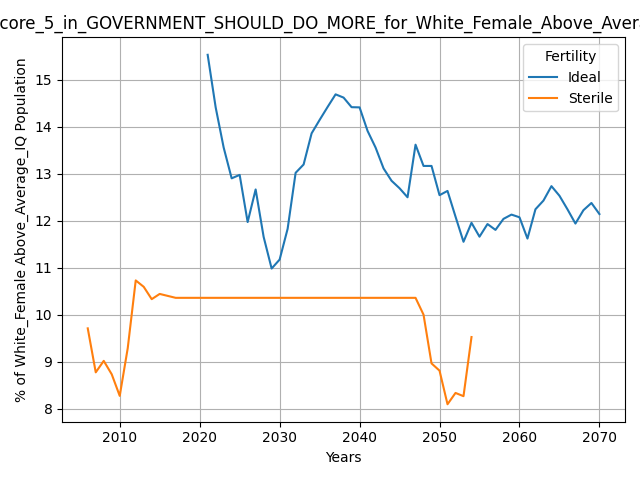 core_5_in_GOVERNMENT_SHOULD_DO_MORE_for_White_Female_Above_Avera
Fertility
Ideal
Sterile
% of White_Female Above_Average_IQ Population
15
14
13
12
11
10
9
8
2010 2020 2030 2040 2050 2060 2070
Years